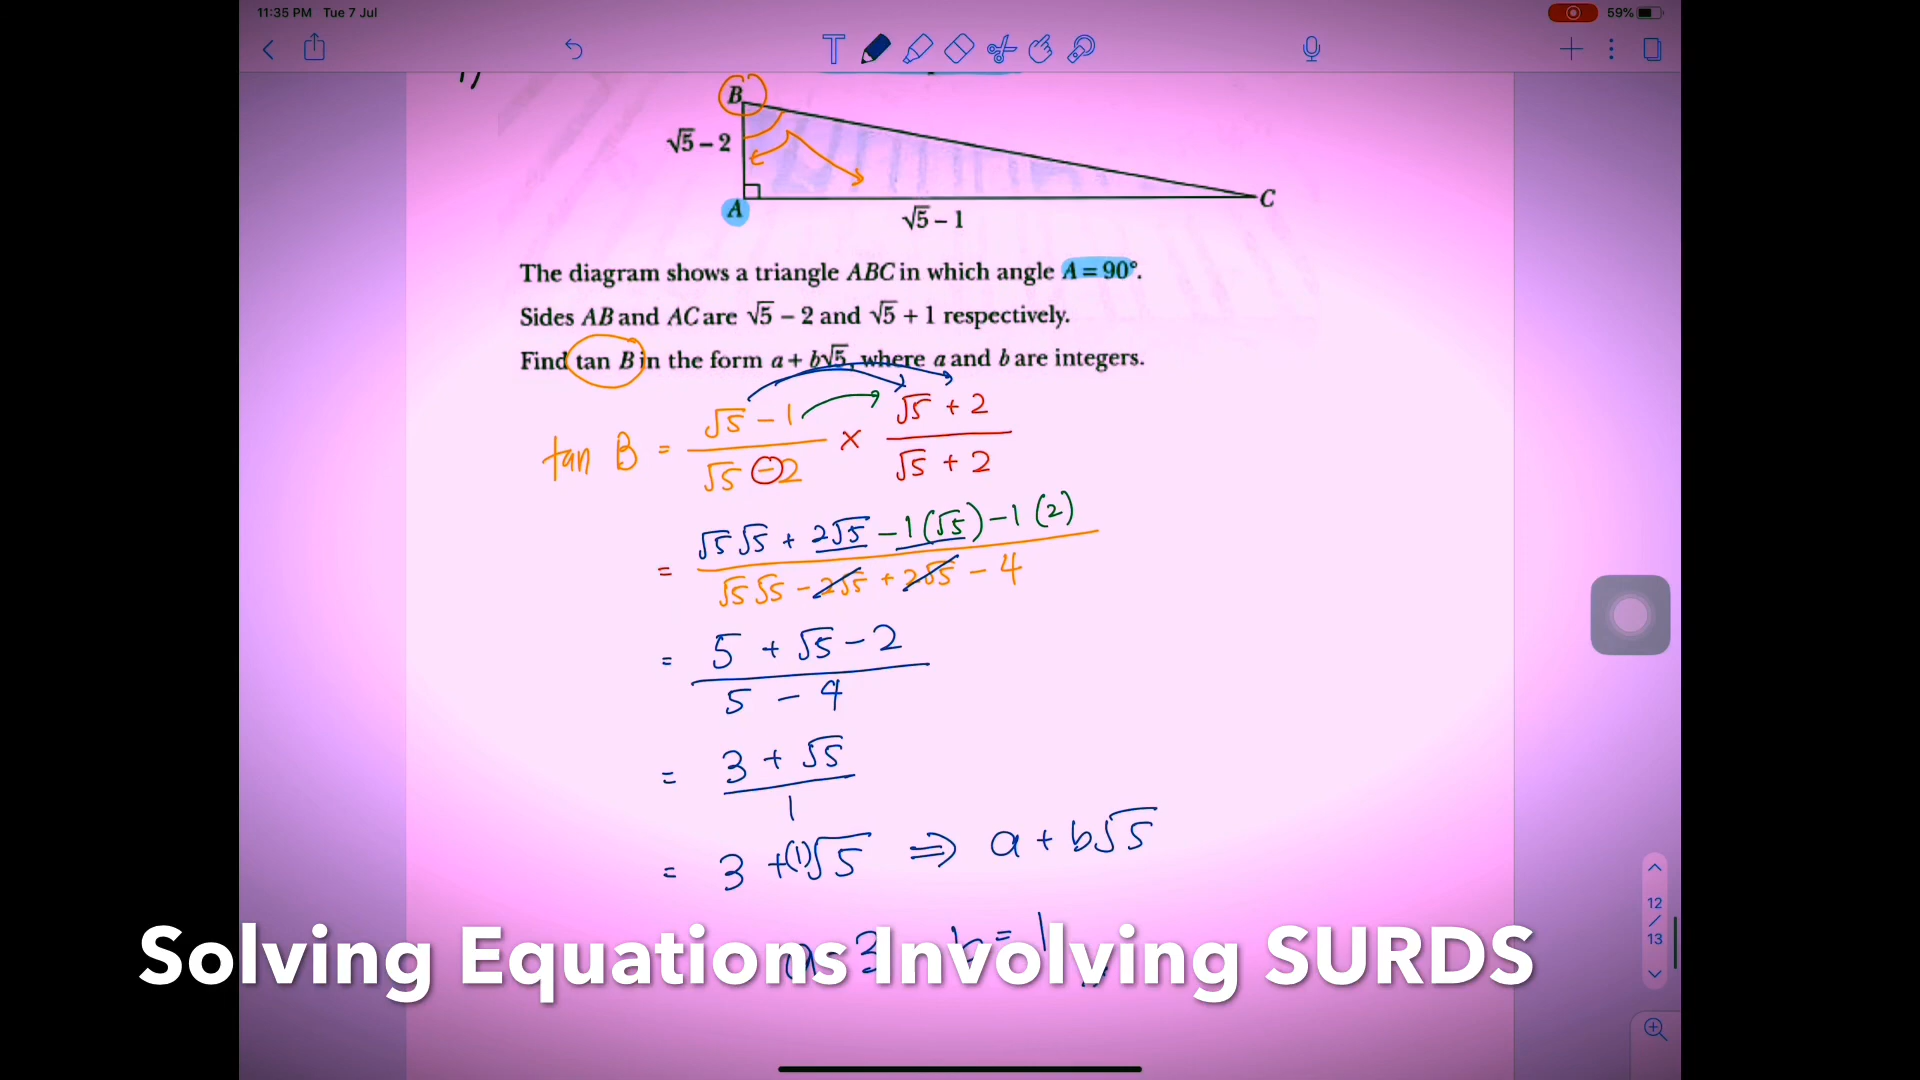 11:35 PM Tue 7 Jul
59%
B
√5 – 2
A
√5 – 1
C
The diagram shows a triangle ABC in which angle A = 90°.
Sides AB and AC are √5 – 2 and √5 + 1 respectively.
Find tan B in the form a + b√5, where a and b are integers.
tan B = (√5 – 1)/(√5 – 2) × (√5 + 2)/(√5 + 2)
= (√5√5 + 2√5 – 1(√5) – 1(2))/(√5√5 – 2√5 + 2√5 – 4)
= (5 + √5 – 2)/(5 – 4)
= (3 + √5)/1
= 3 + (1)√5 ⇒ a + b√5
a = 3 b = 1
Solving Equations Involving SURDS
12
/
13